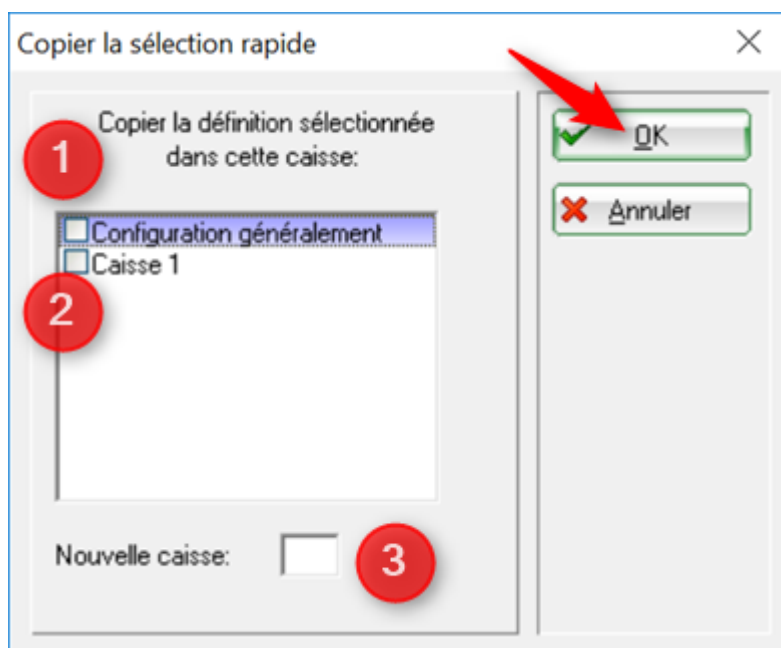 Copier la sélection rapide
Copier la définition sélectionnée
dans cette caisse:
1
Configuration généralement
Caisse 1
2
Nouvelle caisse:
3
OK
Annuler